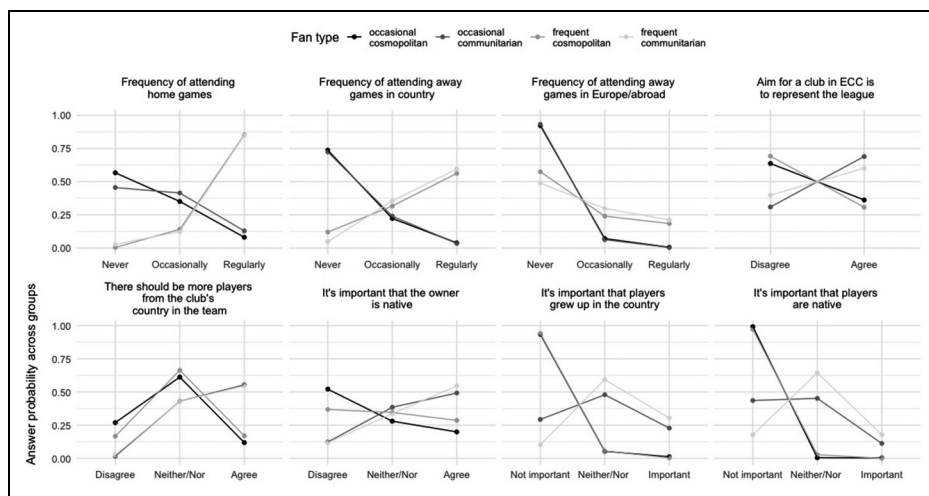 Fan type occasional cosmopolitan occasional communitarian frequent cosmopolitan frequent communitarian
Frequency of attending
home games
Frequency of attending away
games in country
Frequency of attending away
games in Europe/abroad
Aim for a club in ECC is
to represent the league
1.00
0.75
0.50
0.25
0.00
Never Occasionally Regularly
Never Occasionally Regularly
Never Occasionally Regularly
Disagree Agree
There should be more players
from the club's
country in the team
It's important that the owner
is native
It's important that players
grew up in the country
It's important that players
are native
1.00
0.75
0.50
0.25
0.00
Disagree Neither/Nor Agree
Disagree Neither/Nor Agree
Not important Neither/Nor Important
Not important Neither/Nor Important
Answer probability across groups